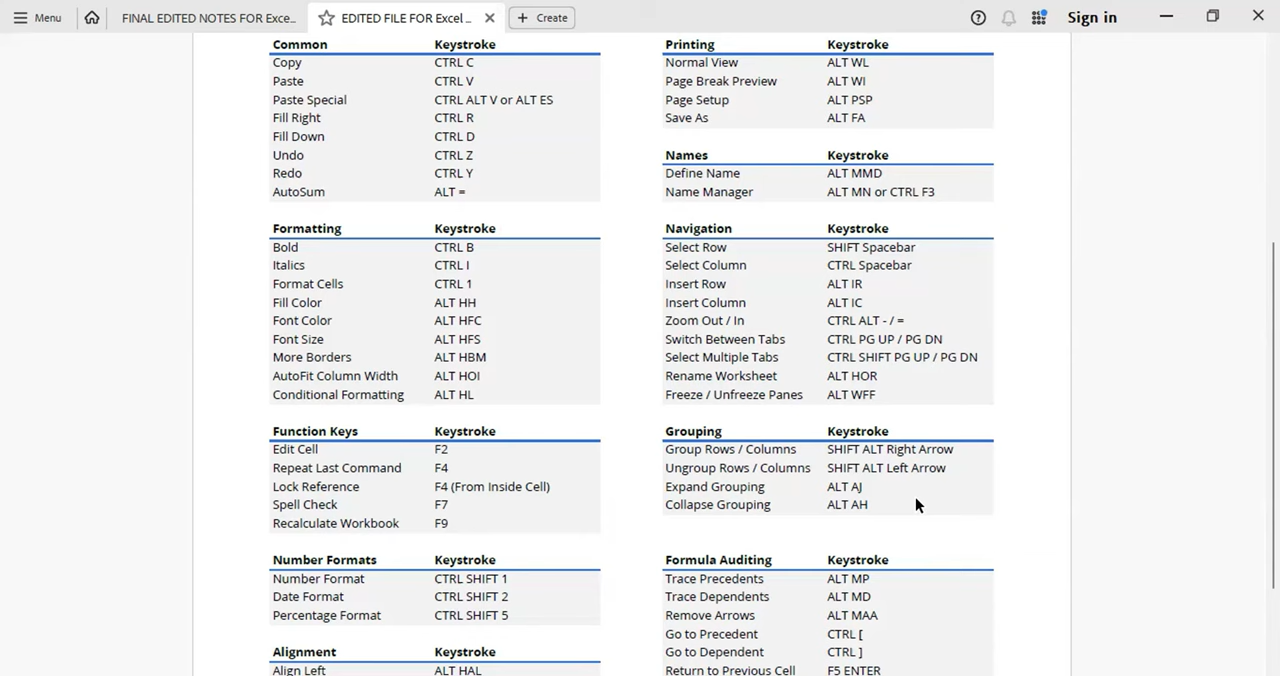 Menu
FINAL EDITED NOTES FOR Exce...
EDITED FILE FOR Excel ...
Create
Sign in
Common Keystroke
Copy CTRL C
Paste CTRL V
Paste Special CTRL ALT V or ALT ES
Fill Right CTRL R
Fill Down CTRL D
Undo CTRL Z
Redo CTRL Y
AutoSum ALT =
Formatting Keystroke
Bold CTRL B
Italics CTRL I
Format Cells CTRL 1
Fill Color ALT HH
Font Color ALT HFC
Font Size ALT HFS
More Borders ALT HBM
AutoFit Column Width ALT HOI
Conditional Formatting ALT HL
Function Keys Keystroke
Edit Cell F2
Repeat Last Command F4
Lock Reference F4 (From Inside Cell)
Spell Check F7
Recalculate Workbook F9
Number Formats Keystroke
Number Format CTRL SHIFT 1
Date Format CTRL SHIFT 2
Percentage Format CTRL SHIFT 5
Alignment Keystroke
Align Left ALT HAL
Printing Keystroke
Normal View ALT WL
Page Break Preview ALT WI
Page Setup ALT PSP
Save As ALT FA
Names Keystroke
Define Name ALT MMD
Name Manager ALT MN or CTRL F3
Navigation Keystroke
Select Row SHIFT Spacebar
Select Column CTRL Spacebar
Insert Row ALT IR
Insert Column ALT IC
Zoom Out / In CTRL ALT - / =
Switch Between Tabs CTRL PG UP / PG DN
Select Multiple Tabs CTRL SHIFT PG UP / PG DN
Rename Worksheet ALT HOR
Freeze / Unfreeze Panes ALT WFF
Grouping Keystroke
Group Rows / Columns SHIFT ALT Right Arrow
Ungroup Rows / Columns SHIFT ALT Left Arrow
Expand Grouping ALT AJ
Collapse Grouping ALT AH
Formula Auditing Keystroke
Trace Precedents ALT MP
Trace Dependents ALT MD
Remove Arrows ALT MAA
Go to Precedent CTRL [
Go to Dependent CTRL ]
Return to Previous Cell F5 ENTER